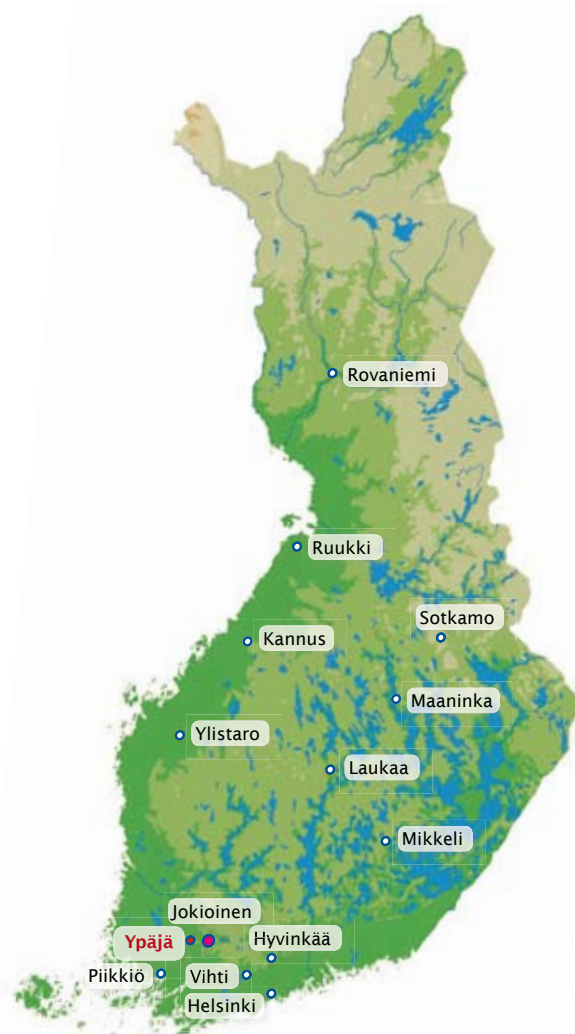 Rovaniemi
Ruukki
Sotkamo
Kannus
Maaninka
Ylistaro
Laukaa
Mikkeli
Jokioinen
Ypäjä
Hyvinkää
Piikkiö
Vihti
Helsinki